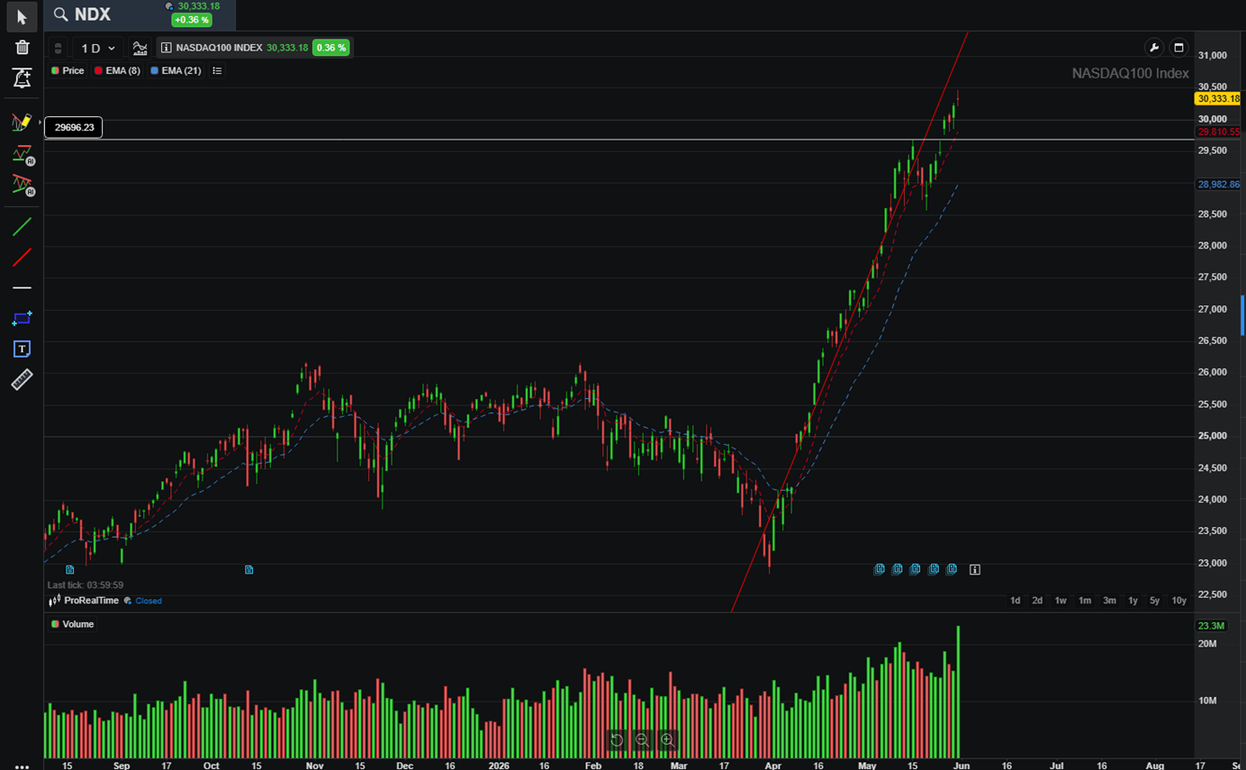 NDX
30,333.18
+0.36 %
1 D
NASDAQ100 INDEX 30,333.18 0.36 %
Price EMA (8) EMA (21)
NASDAQ100 Index
29696.23
31,000
30,500
30,333.18
30,000
29,810.55
29,500
28,982.86
28,500
28,000
27,500
27,000
26,500
26,000
25,500
25,000
24,500
24,000
23,500
23,000
22,500
AI
AI
T
Last tick: 03:59:59
ProRealTime Closed
1d 2d 1w 1m 3m 1y 5y 10y
Volume
23.3M
20M
10M
15 Sep 17 Oct 15 Nov 15 Dec 15 2026 16 Feb 18 Mar 17 Apr 16 May 15 Jun 16 Jul 16 Aug 17